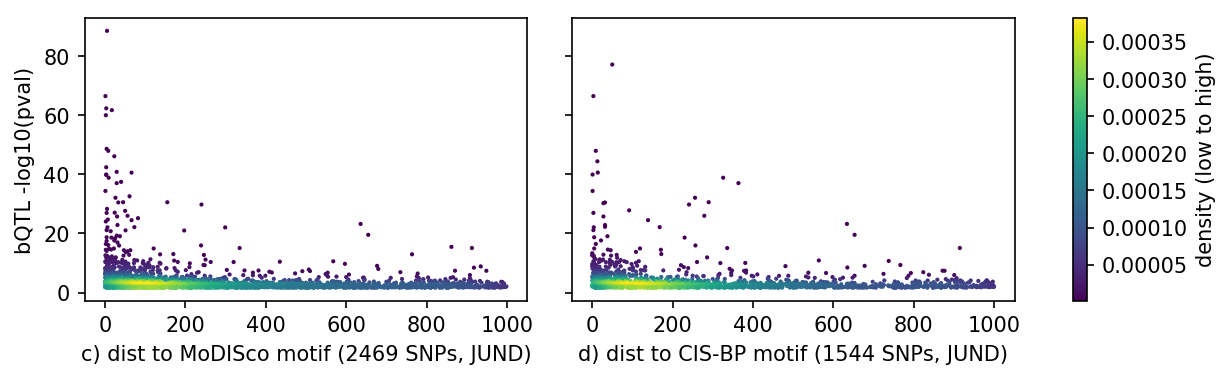 bQTL -log10(pval)
80
60
40
20
0
0 200 400 600 800 1000
c) dist to MoDISco motif (2469 SNPs, JUND)
0 200 400 600 800 1000
d) dist to CIS-BP motif (1544 SNPs, JUND)
0.00035
0.00030
0.00025
0.00020
0.00015
0.00010
0.00005
density (low to high)